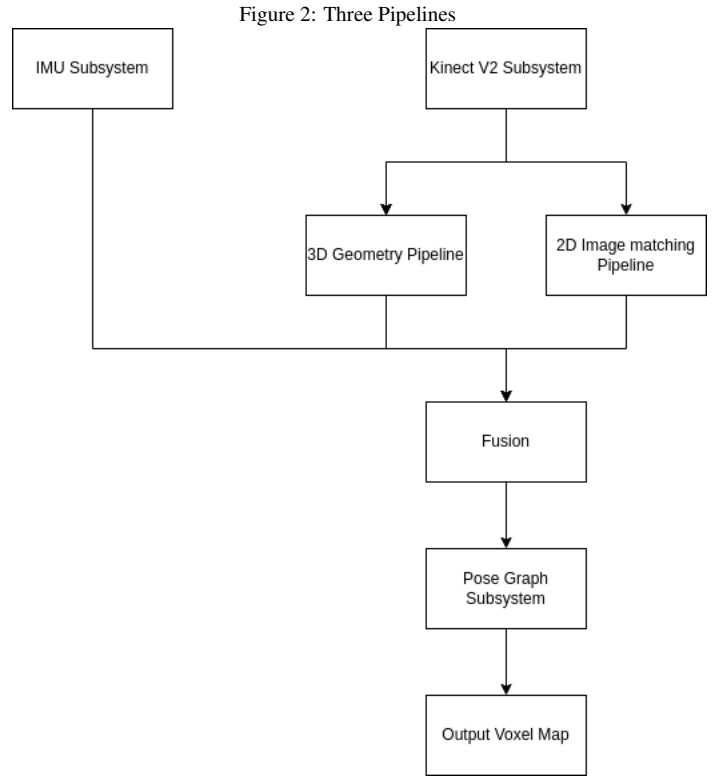 Figure 2: Three Pipelines
IMU Subsystem
Kinect V2 Subsystem
3D Geometry Pipeline
2D Image matching
Pipeline
Fusion
Pose Graph
Subsystem
Output Voxel Map